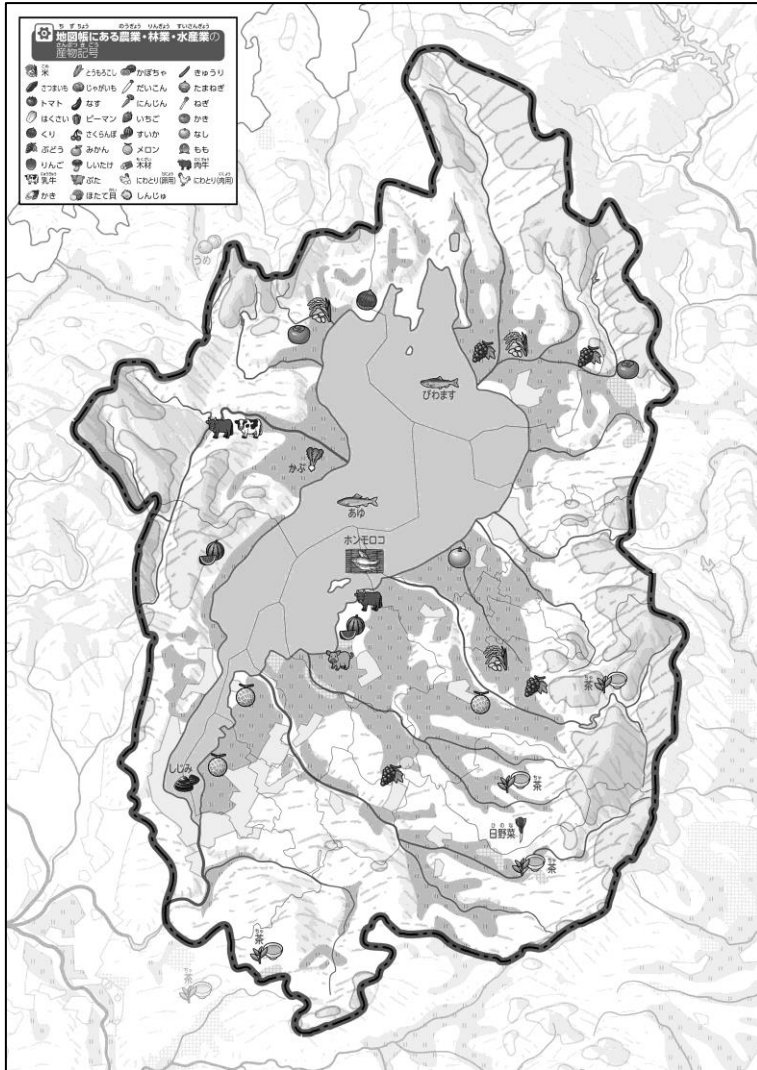 地図帳にある農業・林業・水産業の
産物記号
米 とうもろこし かぼちゃ きゅうり
さつまいも じゃがいも だいこん たまねぎ
トマト なす にんじん ねぎ
はくさい ピーマン いちご かき
くり さくらんぼ すいか なし
ぶどう みかん メロン もも
りんご しいたけ 木材 肉牛
乳牛 ぶた にわとり(卵用) にわとり(肉用)
かき ほたて貝 しんじゅ
うめ
びわます
かぶ
あゆ
ホンモロコ
茶
しじみ
茶
日野菜
茶
茶
茶